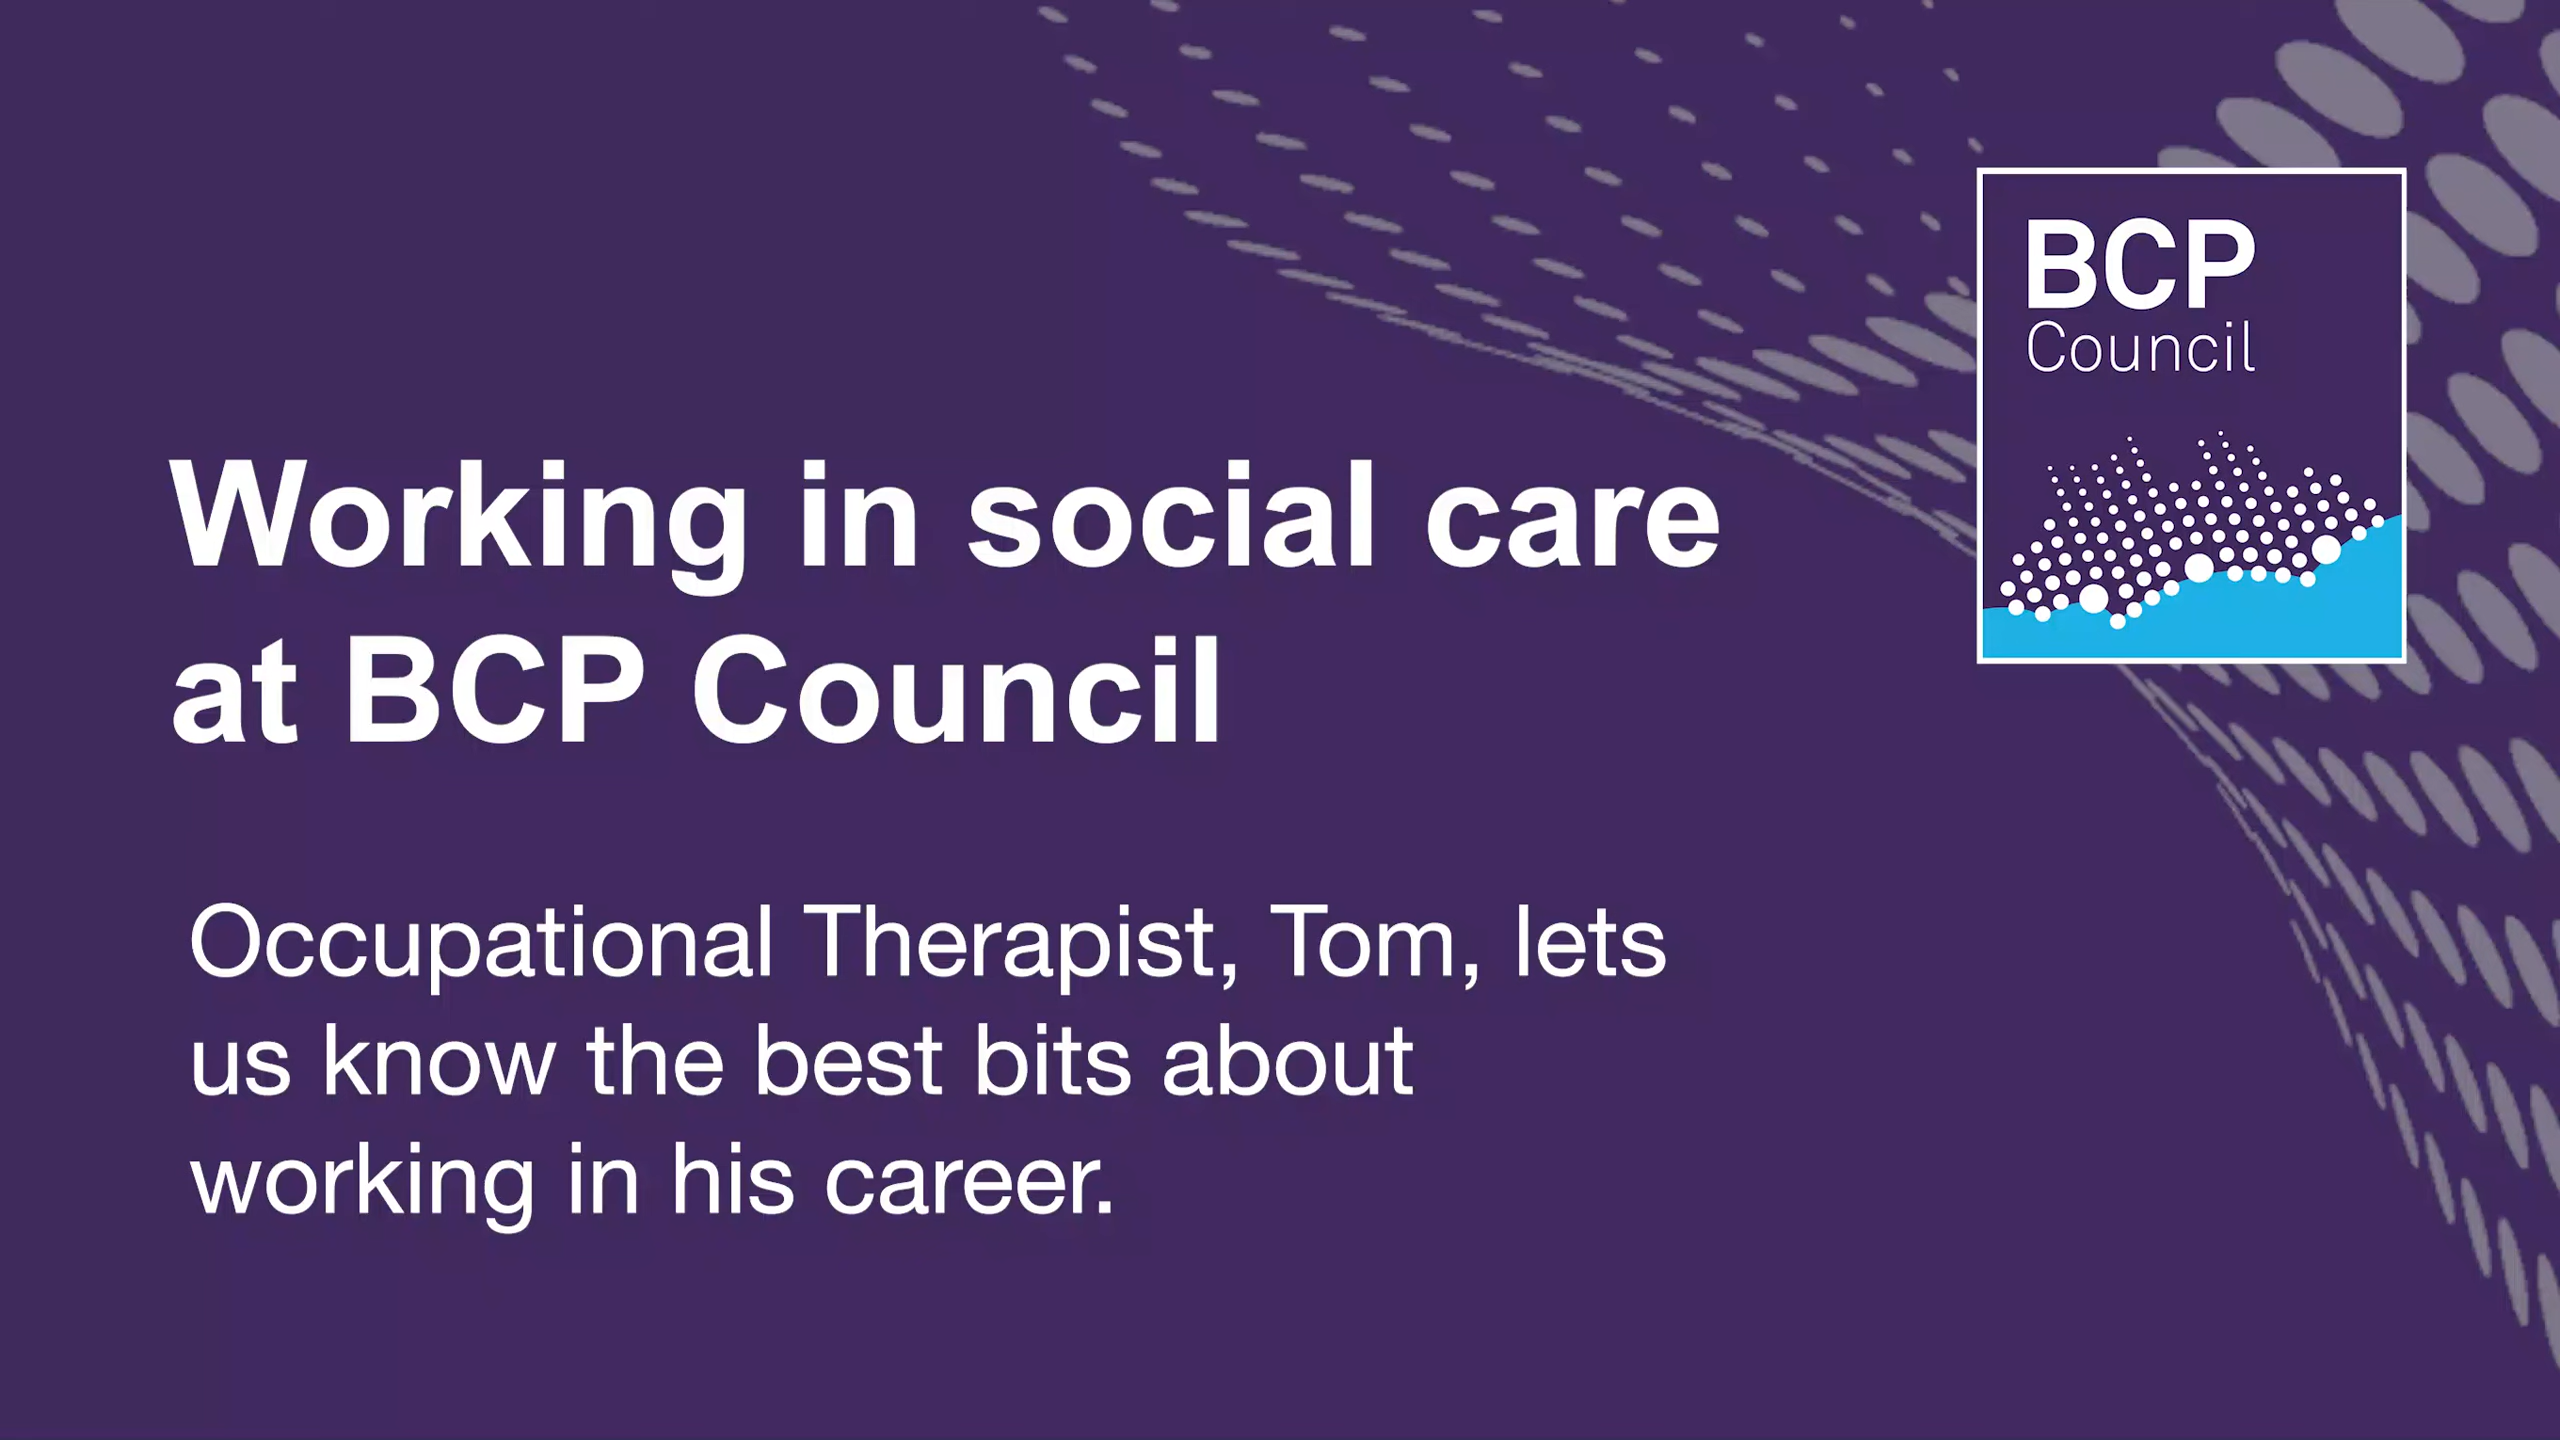 BCP
Council
Working in social care
at BCP Council
Occupational Therapist, Tom, lets
us know the best bits about
working in his career.